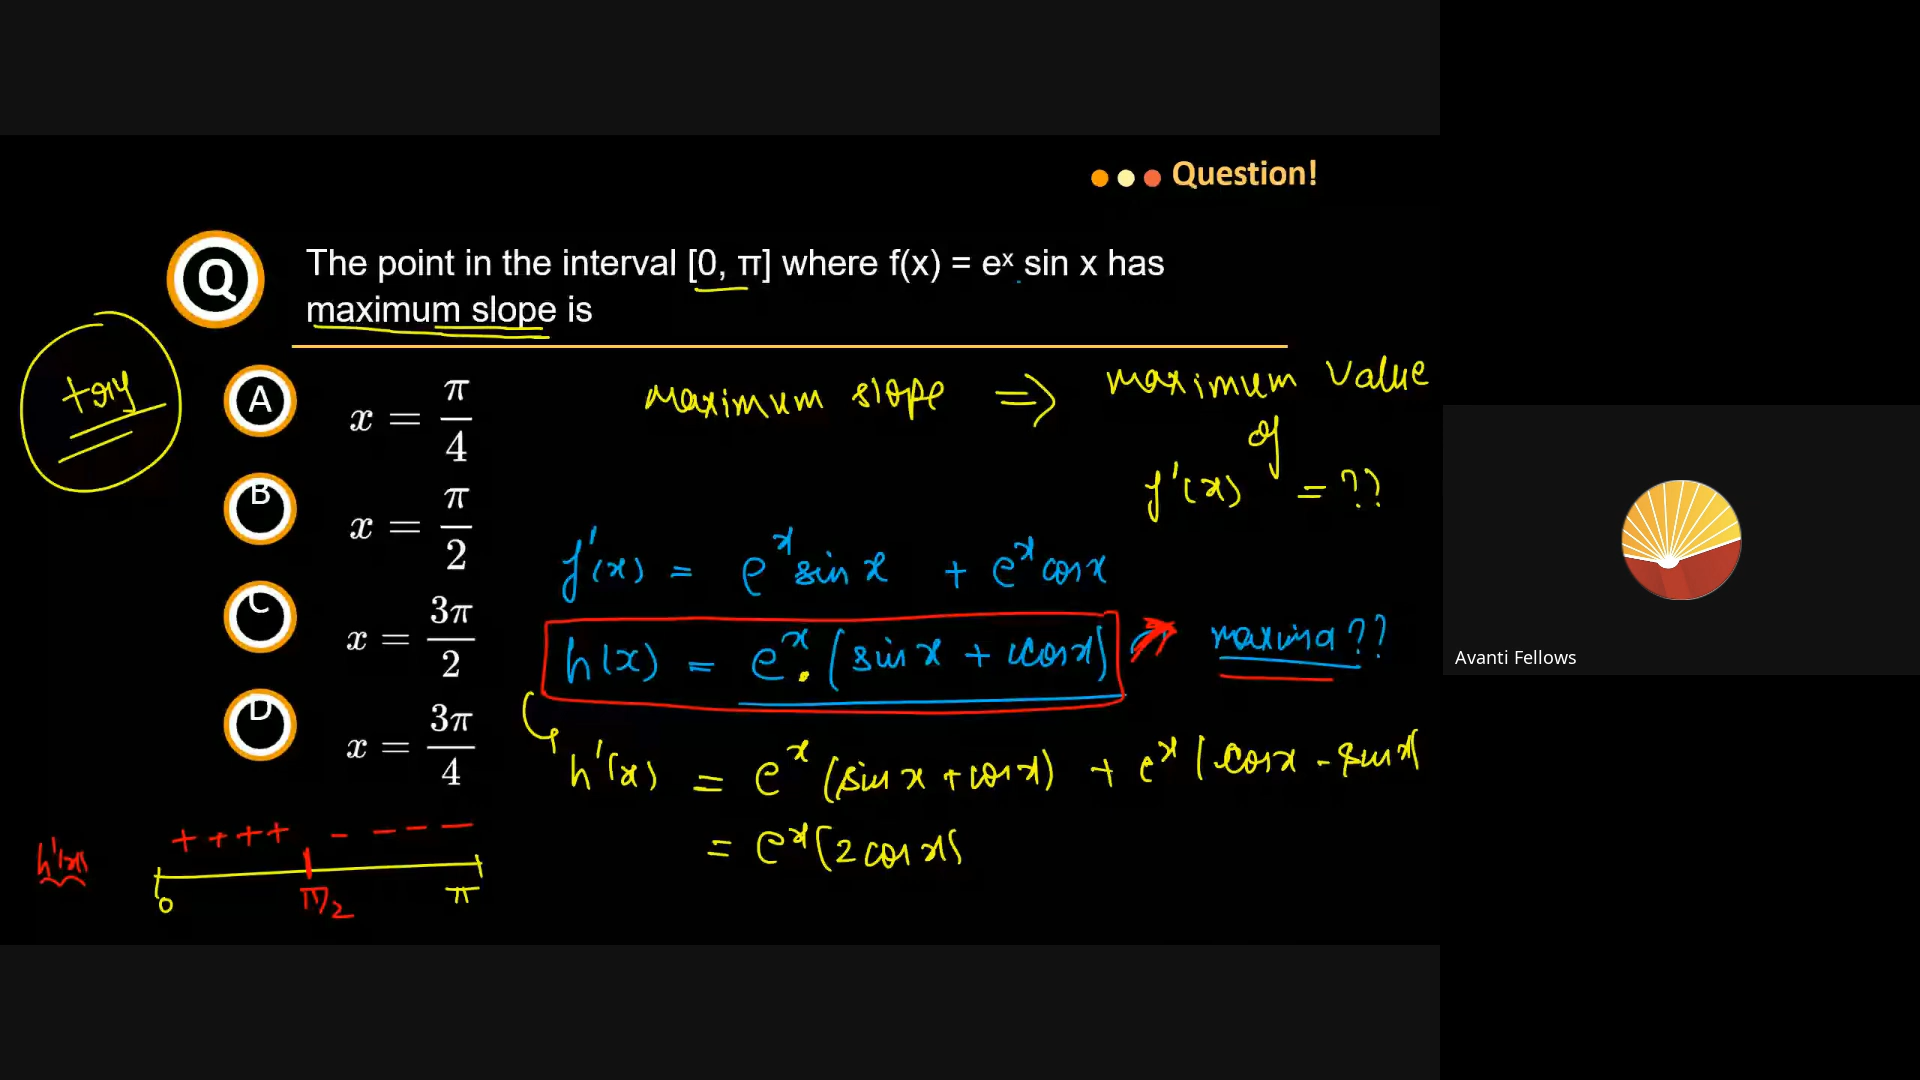 Question!
Q
The point in the interval [0, π] where f(x) = eˣ sin x has
maximum slope is
A x = π/4
B x = π/2
C x = 3π/2
D x = 3π/4
maximum slope ⇒ maximum value
of
f'(x) = ??
f'(x) = eˣ sin x + eˣ cos x
h(x) = eˣ · (sin x + cos x) maxima??
h'(x) = eˣ (sin x + cos x) + eˣ (cos x - sin x)
= eˣ (2 cos x)
h'(x) + + + + - - - -
0 π/2 π
Avanti Fellows